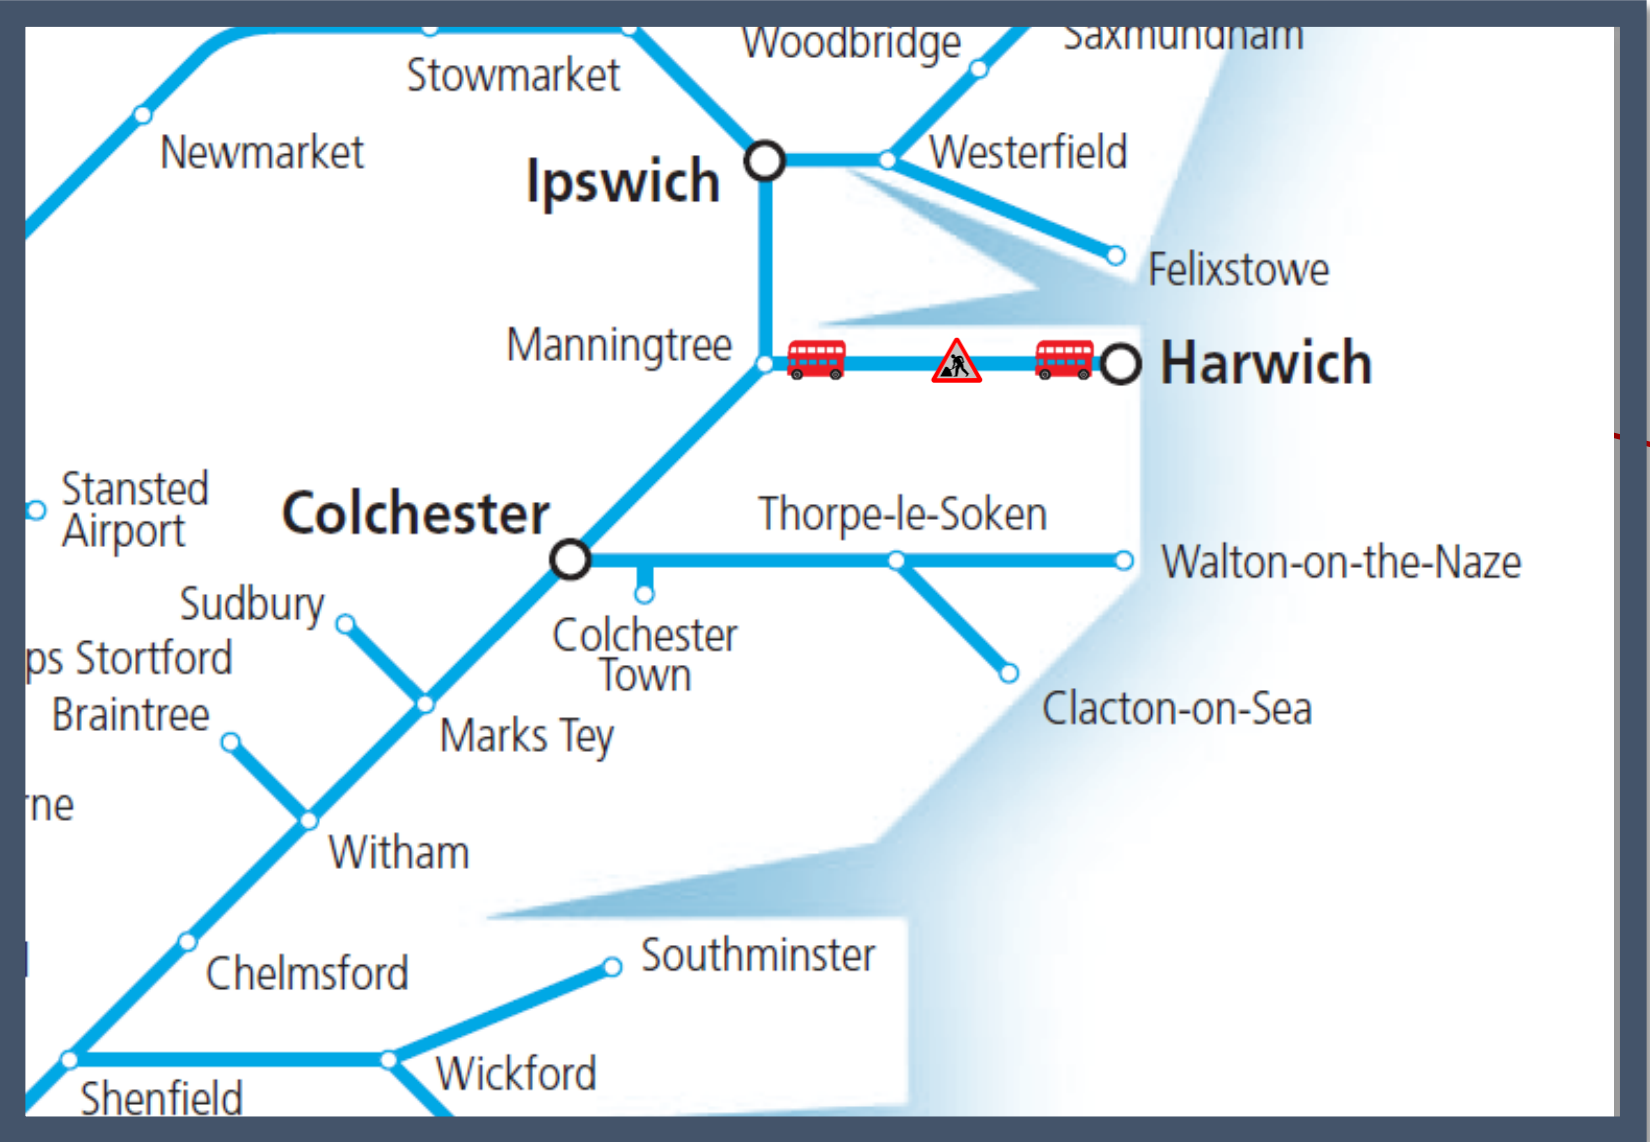 Woodbridge
Saxmundham
Stowmarket
Newmarket
Westerfield
Ipswich
Felixstowe
Manningtree
Harwich
Stansted
Airport
Colchester
Thorpe-le-Soken
Walton-on-the-Naze
Sudbury
Colchester
Town
ps Stortford
Braintree
Clacton-on-Sea
Marks Tey
rne
Witham
Chelmsford
Southminster
Wickford
Shenfield